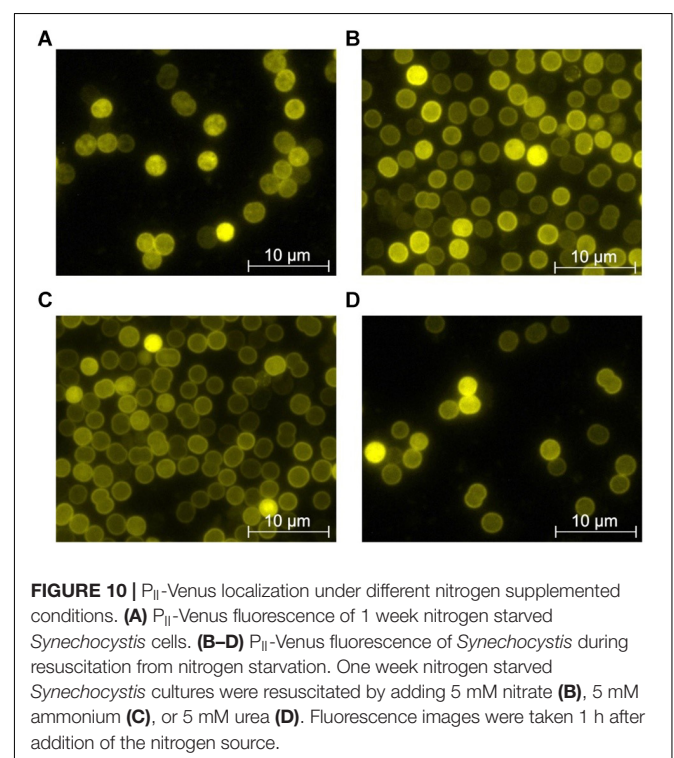 A
B
10 µm
10 µm
C
D
10 µm
10 µm
FIGURE 10 | PII-Venus localization under different nitrogen supplemented
conditions. (A) PII-Venus fluorescence of 1 week nitrogen starved
Synechocystis cells. (B–D) PII-Venus fluorescence of Synechocystis during
resuscitation from nitrogen starvation. One week nitrogen starved
Synechocystis cultures were resuscitated by adding 5 mM nitrate (B), 5 mM
ammonium (C), or 5 mM urea (D). Fluorescence images were taken 1 h after
addition of the nitrogen source.